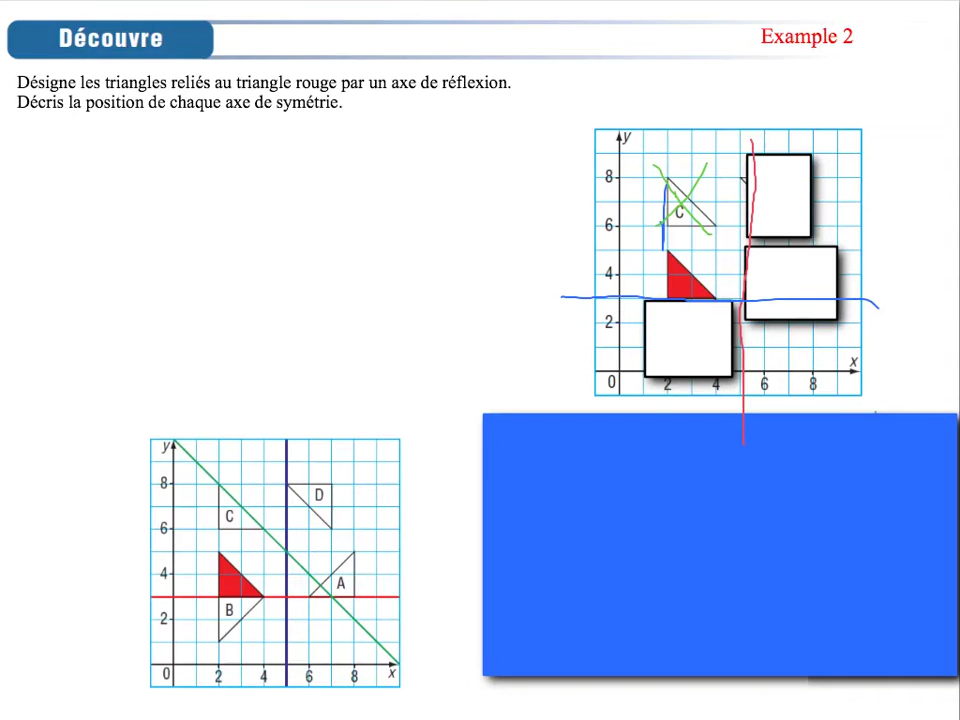 Découvre
Example 2
Désigne les triangles reliés au triangle rouge par un axe de réflexion.
Décris la position de chaque axe de symétrie.
y
8
C
6
4
2
x
0 2 4 6 8
y
8
D
C
6
4
A
B
2
0 2 4 6 8 x